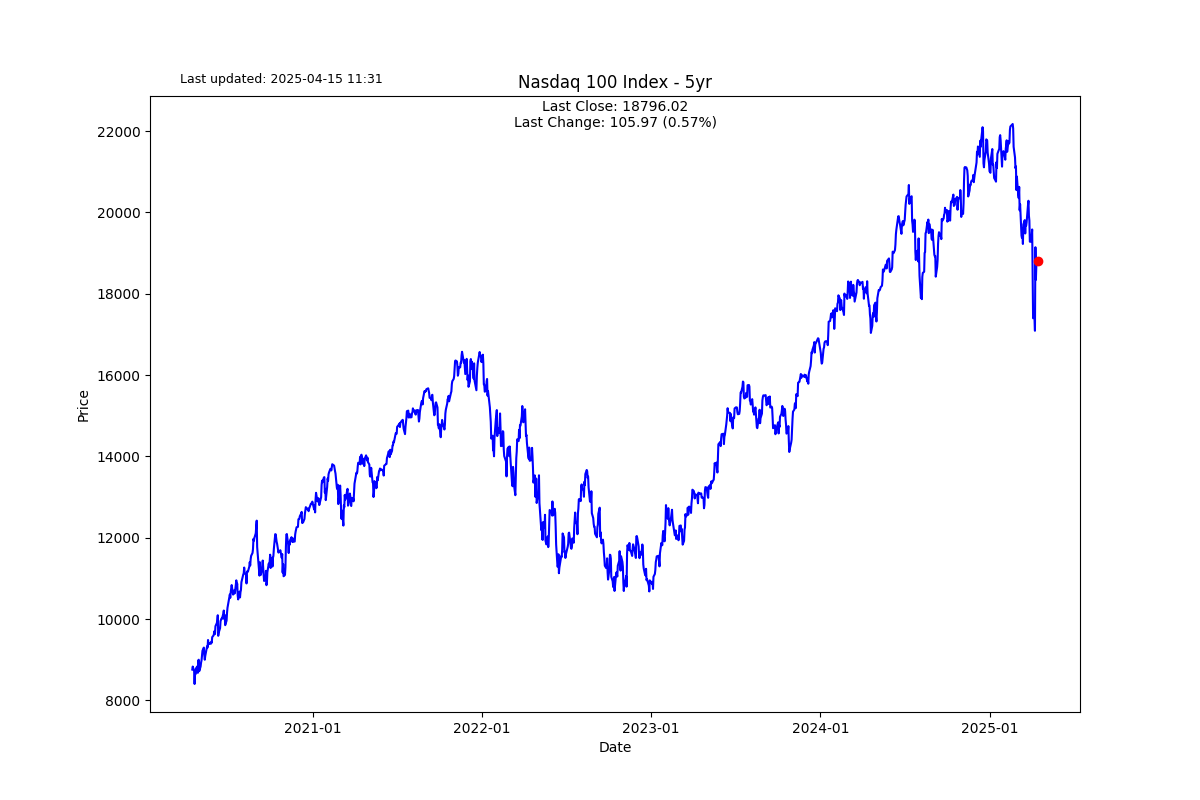 Last updated: 2025-04-15 11:31
Nasdaq 100 Index - 5yr
Last Close: 18796.02
Last Change: 105.97 (0.57%)
22000
20000
18000
16000
14000
12000
10000
8000
Price
2021-01
2022-01
2023-01
2024-01
2025-01
Date